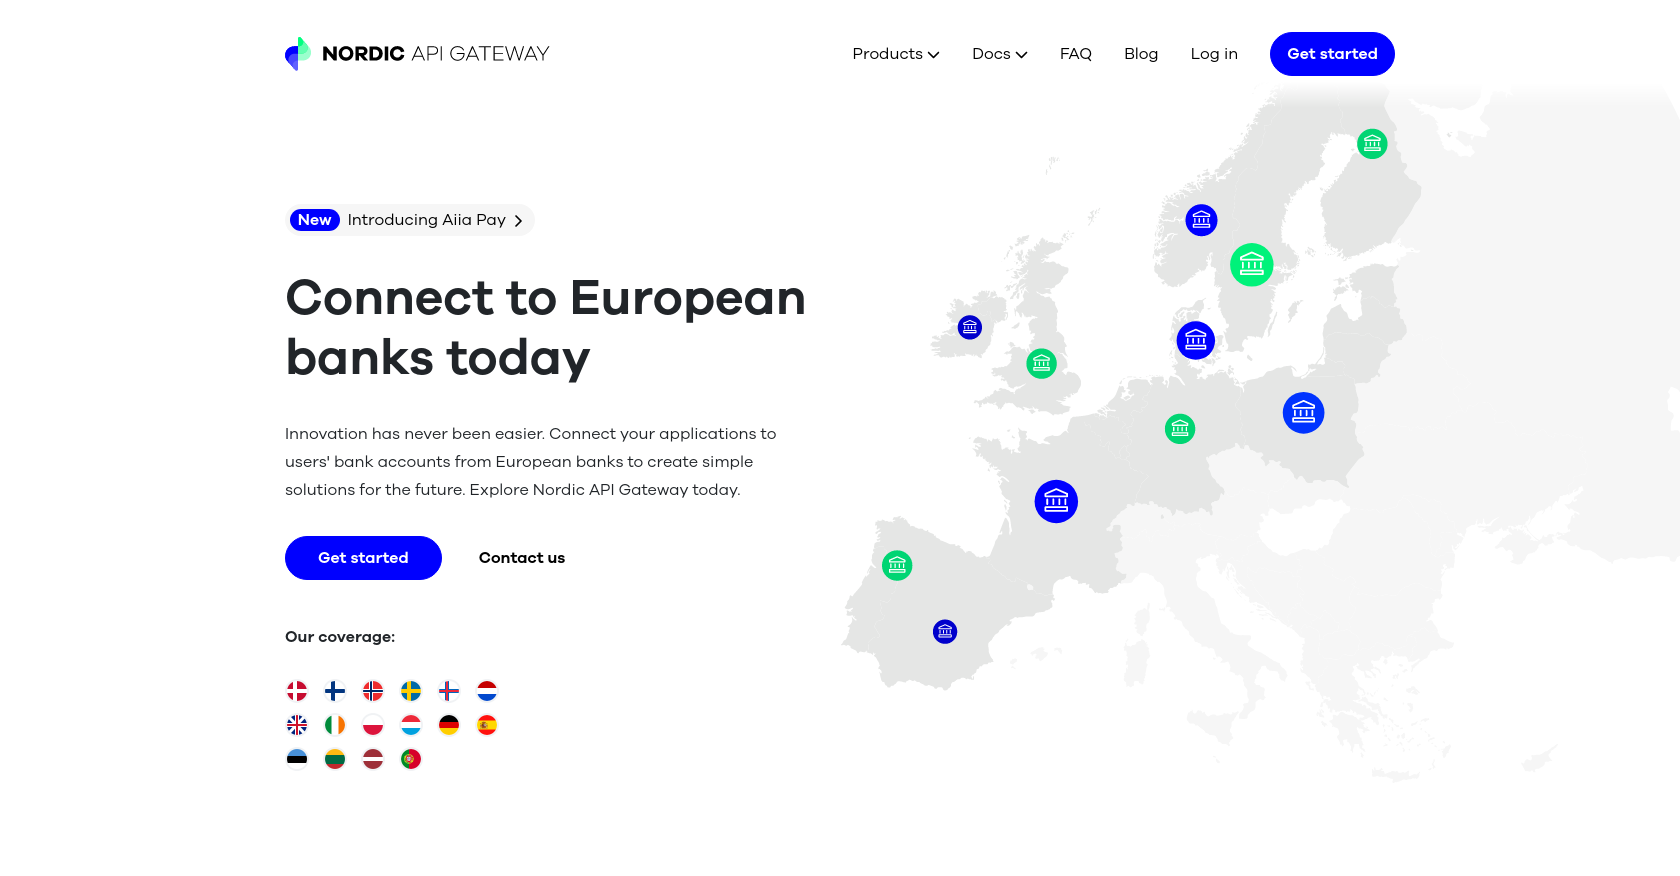 NORDIC API GATEWAY
Products
Docs
FAQ
Blog
Log in
Get started
New Introducing Aiia Pay
Connect to European
banks today
Innovation has never been easier. Connect your applications to
users' bank accounts from European banks to create simple
solutions for the future. Explore Nordic API Gateway today.
Get started
Contact us
Our coverage: